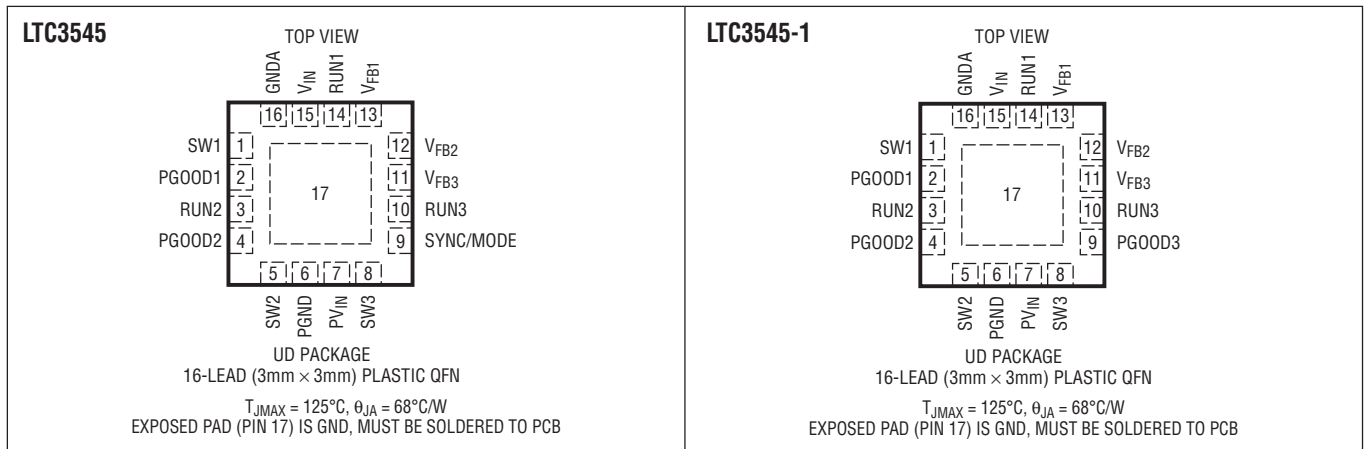 LTC3545
TOP VIEW
GNDA
VIN
RUN1
VFB1
16 15 14 13
SW1 1
PGOOD1 2
RUN2 3
PGOOD2 4
17
12 VFB2
11 VFB3
10 RUN3
9 SYNC/MODE
5 6 7 8
SW2
PGND
PVIN
SW3
UD PACKAGE
16-LEAD (3mm × 3mm) PLASTIC QFN
TJMAX = 125°C, θJA = 68°C/W
EXPOSED PAD (PIN 17) IS GND, MUST BE SOLDERED TO PCB
LTC3545-1
TOP VIEW
GNDA
VIN
RUN1
VFB1
16 15 14 13
SW1 1
PGOOD1 2
RUN2 3
PGOOD2 4
17
12 VFB2
11 VFB3
10 RUN3
9 PGOOD3
5 6 7 8
SW2
PGND
PVIN
SW3
UD PACKAGE
16-LEAD (3mm × 3mm) PLASTIC QFN
TJMAX = 125°C, θJA = 68°C/W
EXPOSED PAD (PIN 17) IS GND, MUST BE SOLDERED TO PCB